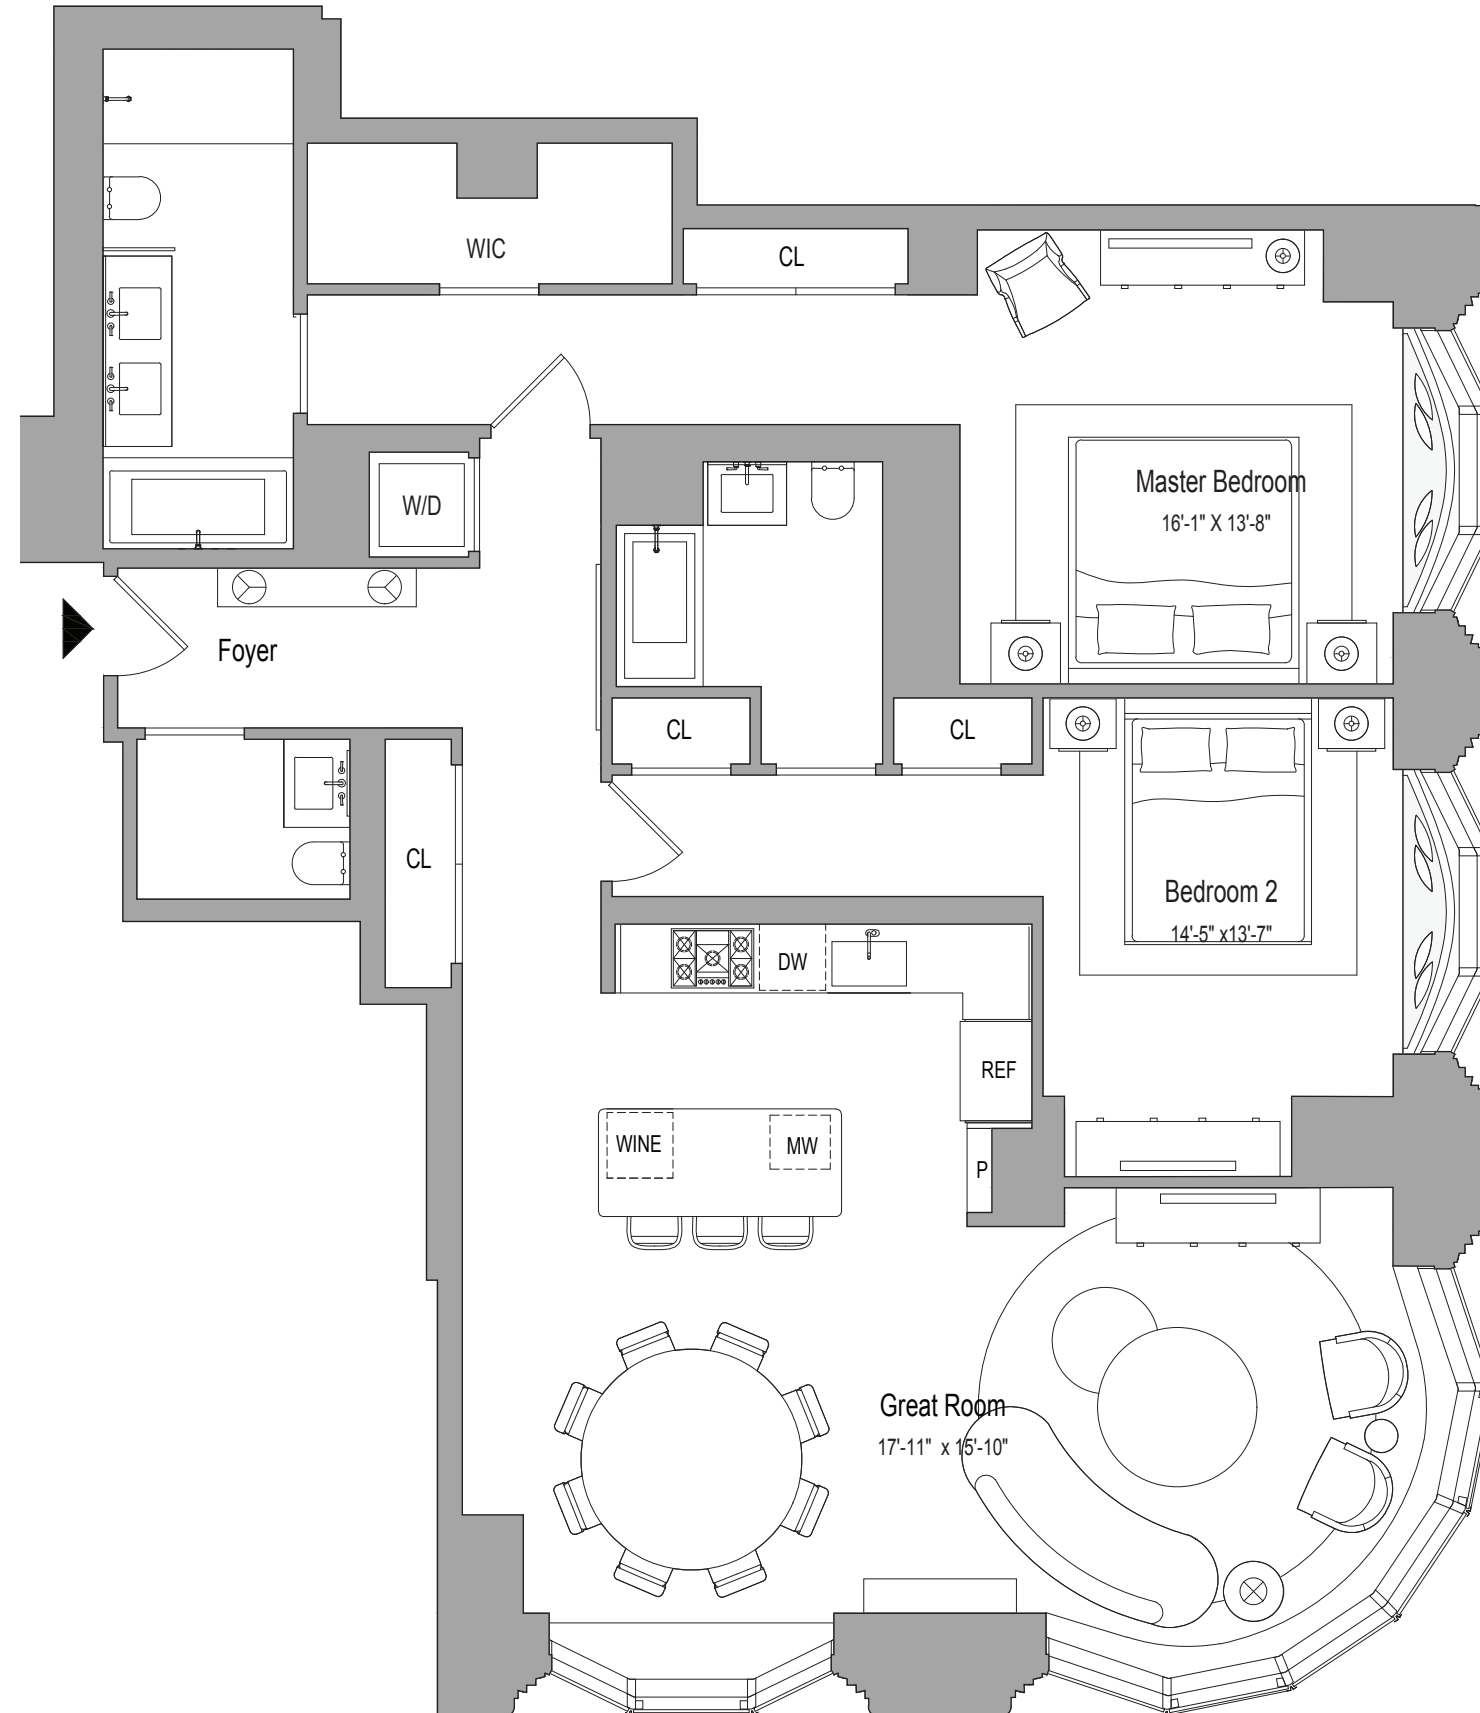 WIC
CL
Master Bedroom
16'-1" X 13'-8"
W/D
Foyer
CL
CL
CL
Bedroom 2
14'-5" x13'-7"
DW
REF
WINE
MW
P
Great Room
17'-11" x 15'-10"